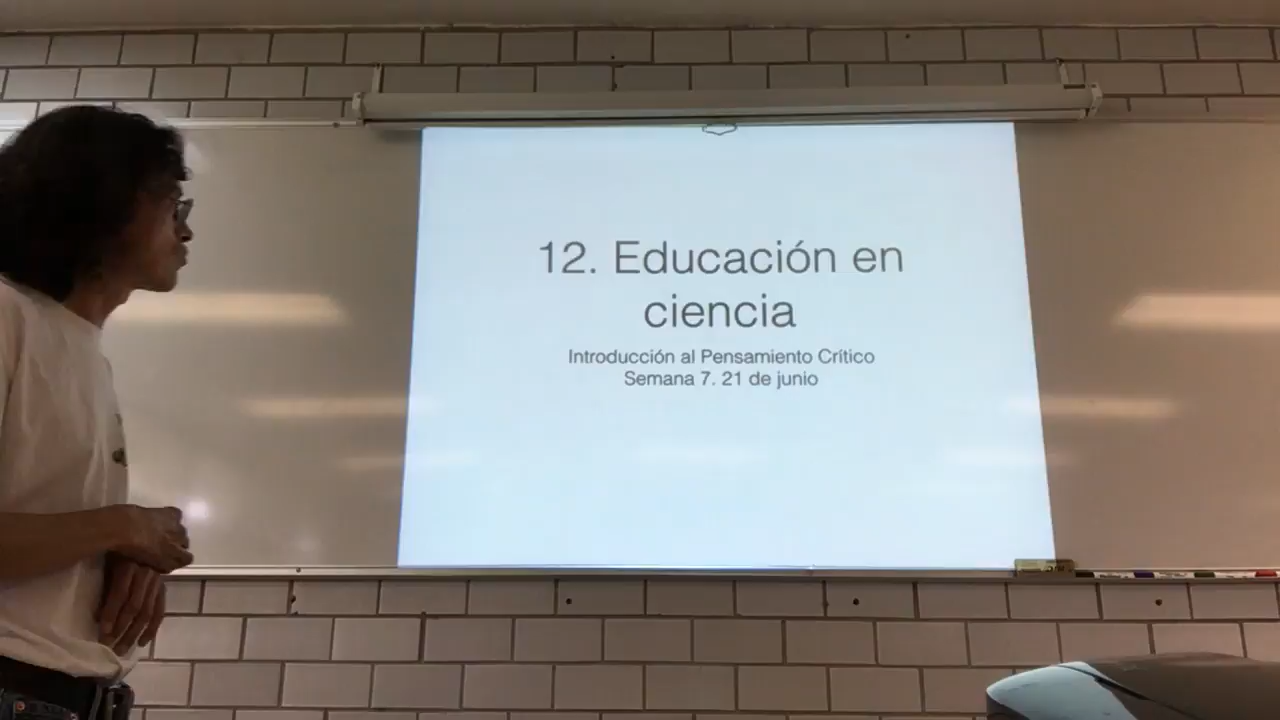 12. Educación en
ciencia
Introducción al Pensamiento Crítico
Semana 7. 21 de junio